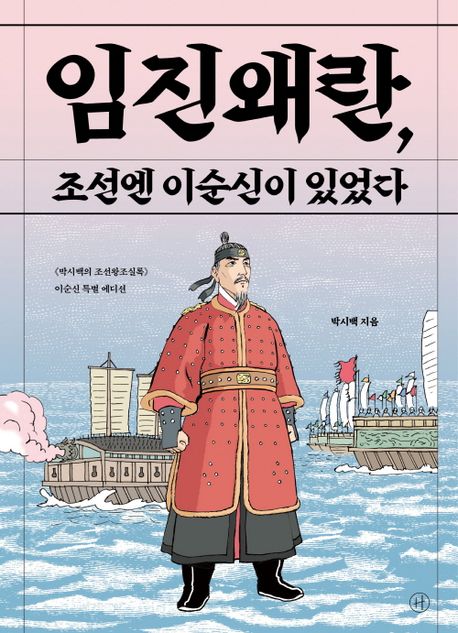 임진왜란,
조선엔 이순신이 있었다
《박시백의 조선왕조실록》
이순신 특별 에디션
박시백 지음